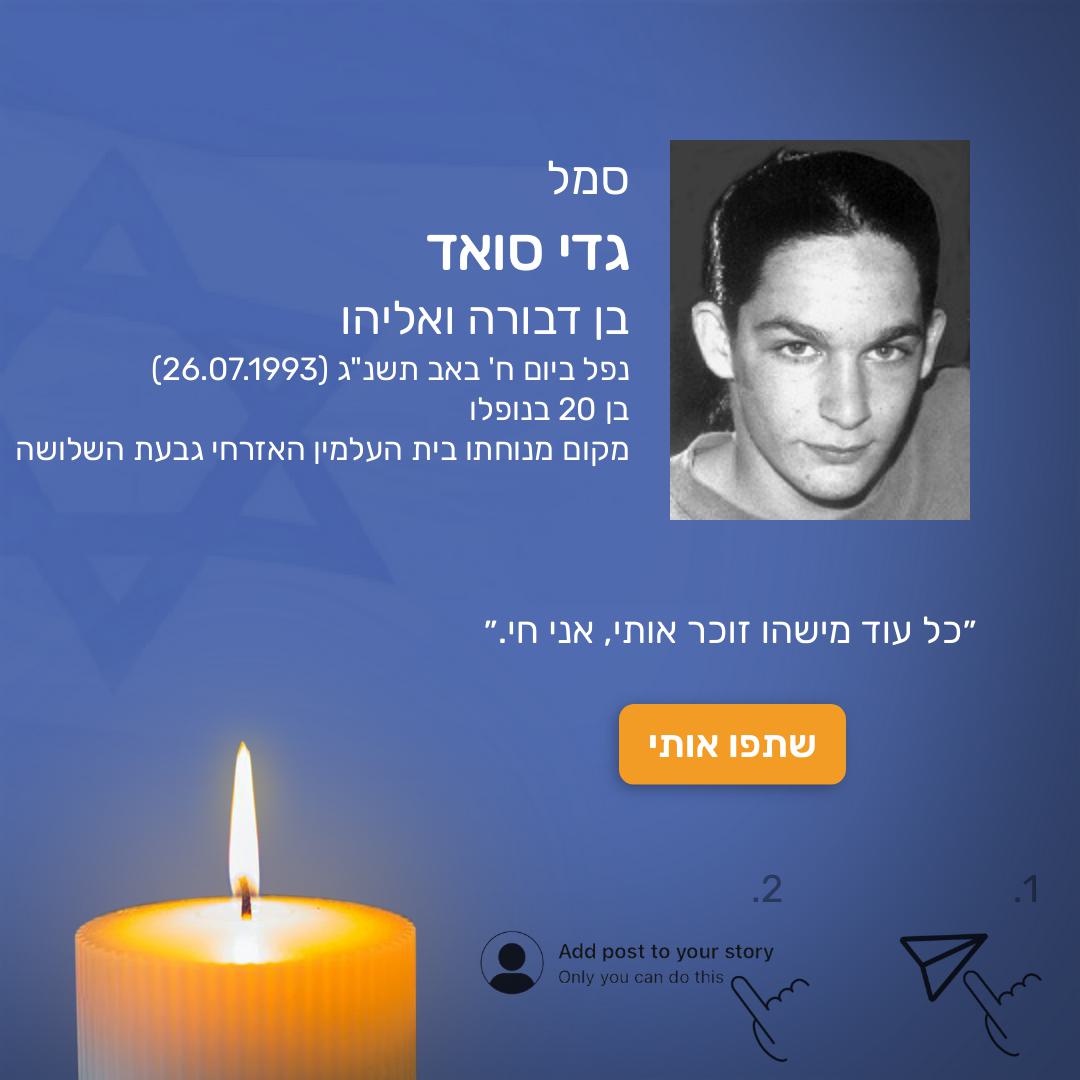 סמל
גדי סואד
בן דבורה ואליהו
נפל ביום ח' באב תשנ"ג (26.07.1993)
בן 20 בנופלו
מקום מנוחתו בית העלמין האזרחי גבעת השלושה
״כל עוד מישהו זוכר אותי, אני חי.״
שתפו אותי
1.
2.
Add post to your story
Only you can do this